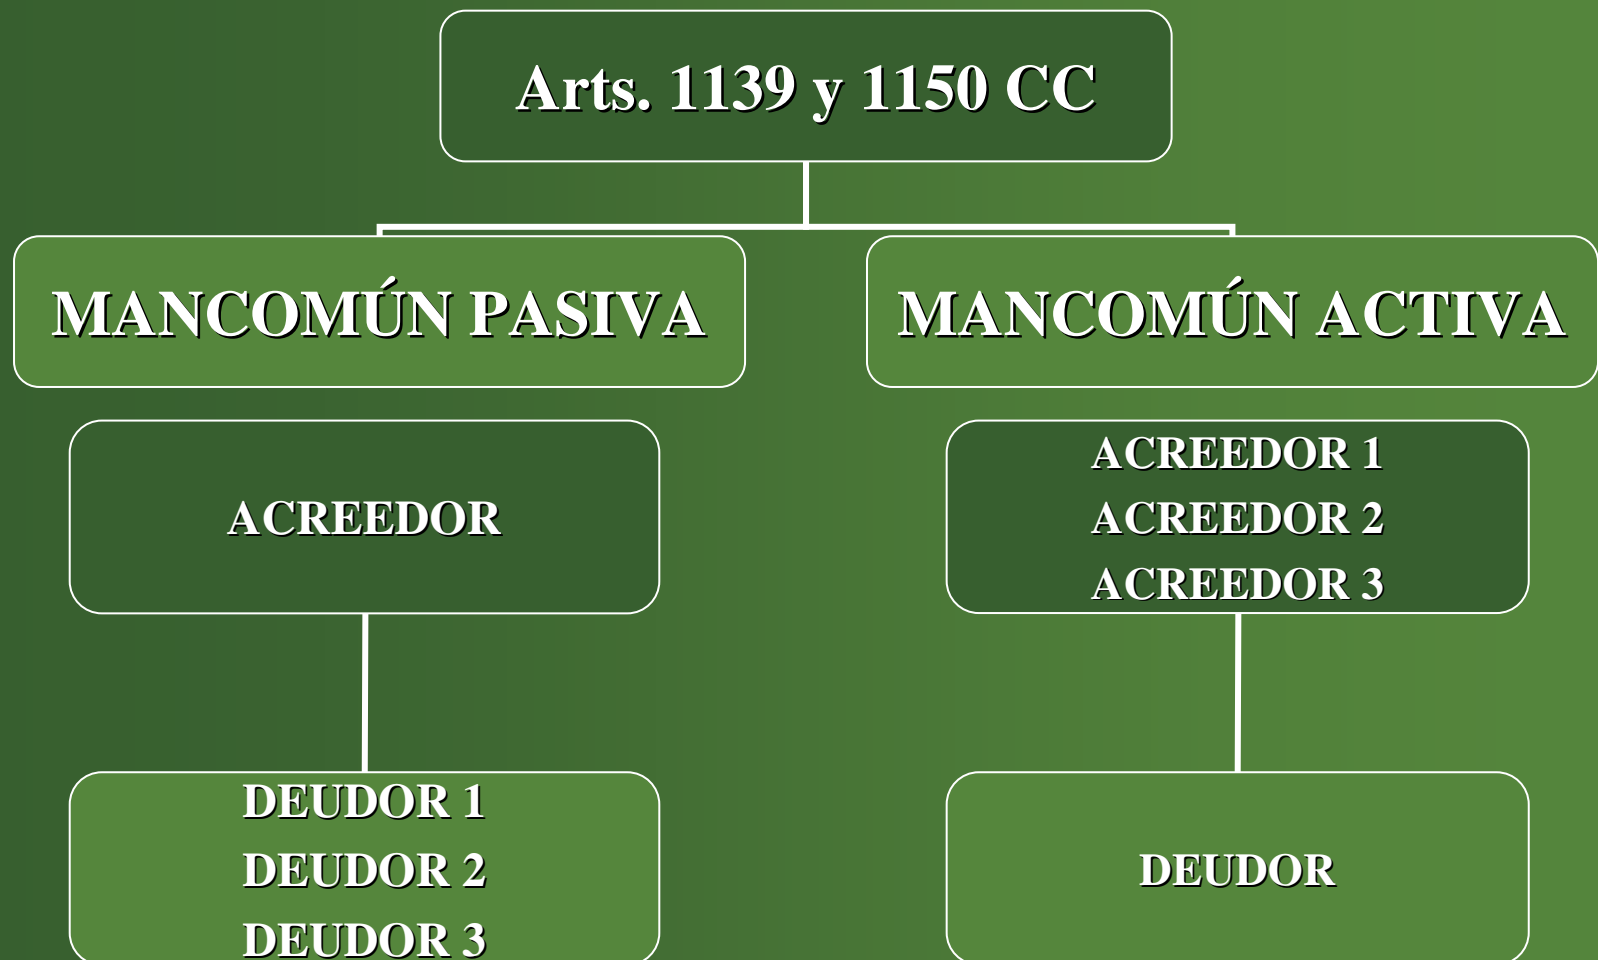 Arts. 1139 y 1150 CC
MANCOMÚN PASIVA
MANCOMÚN ACTIVA
ACREEDOR
ACREEDOR 1
ACREEDOR 2
ACREEDOR 3
DEUDOR 1
DEUDOR 2
DEUDOR 3
DEUDOR